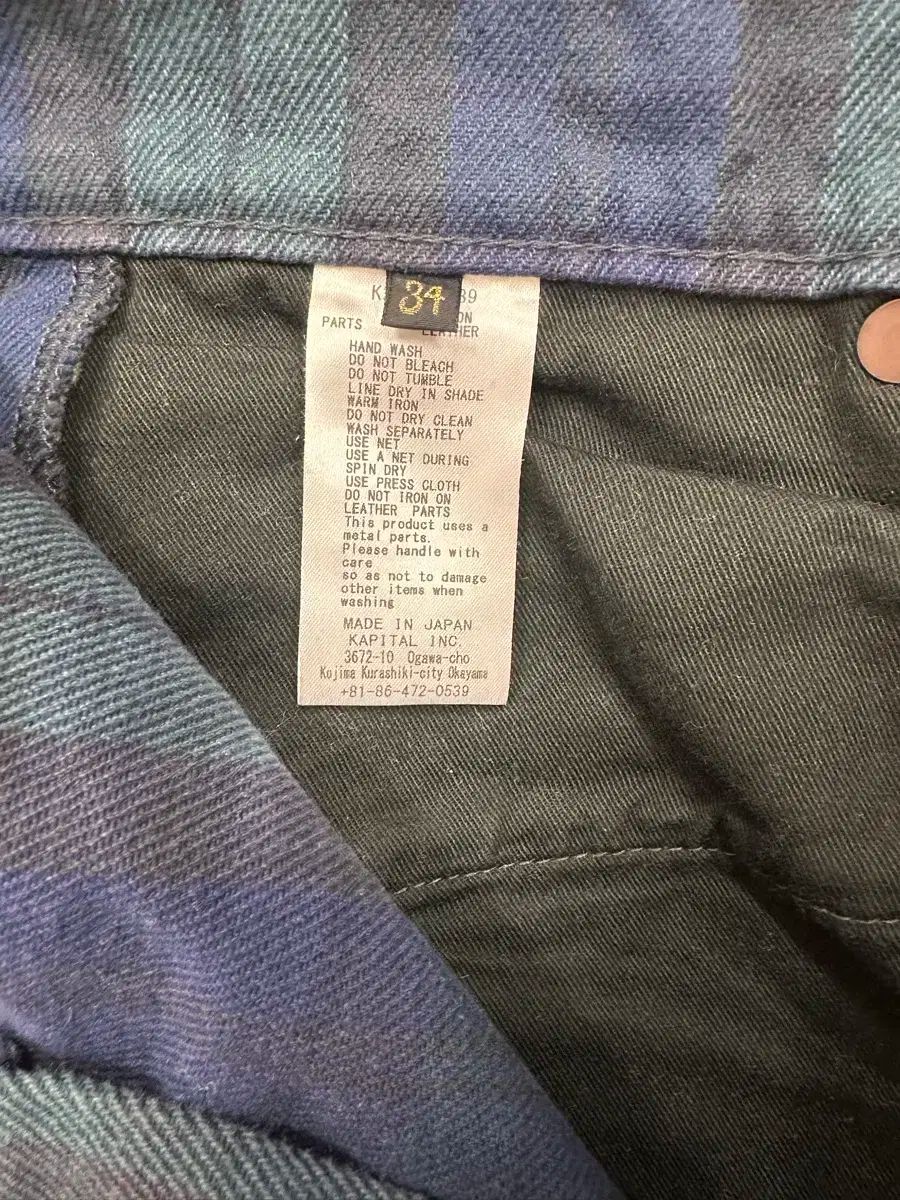 34
PARTS
HAND WASH
DO NOT BLEACH
DO NOT TUMBLE
LINE DRY IN SHADE
WARM IRON
DO NOT DRY CLEAN
WASH SEPARATELY
USE NET
USE A NET DURING
SPIN DRY
USE PRESS CLOTH
DO NOT IRON ON
LEATHER PARTS
This product uses a
metal parts.
Please handle with
care
so as not to damage
other items when
washing
MADE IN JAPAN
KAPITAL INC.
3672-10 Ogawa-cho
Kojima Kurashiki-city Okayama
+81-86-472-0539